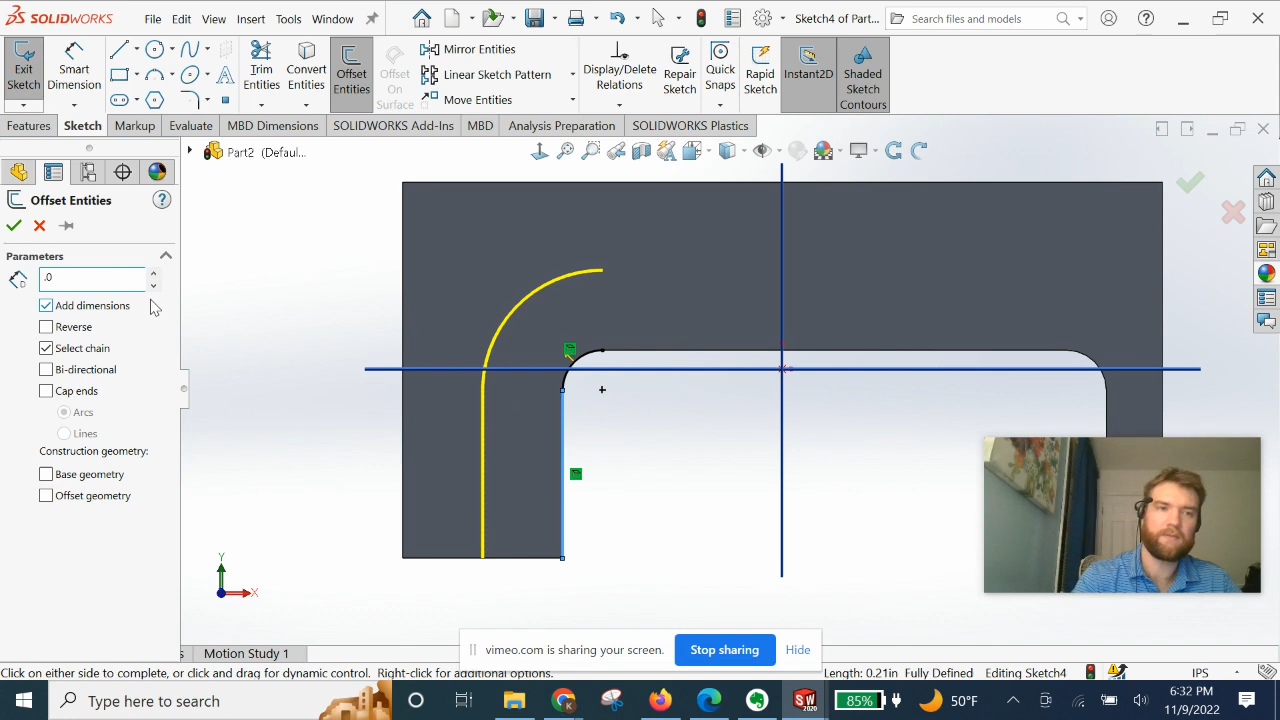 SOLIDWORKS File Edit View Insert Tools Window Sketch4 of Part... Search files and models
Exit Sketch
Smart Dimension
Trim Entities
Convert Entities
Offset Entities
Offset On Surface
Mirror Entities
Linear Sketch Pattern
Move Entities
Display/Delete Relations
Repair Sketch
Quick Snaps
Rapid Sketch
Instant2D
Shaded Sketch Contours
Features Sketch Markup Evaluate MBD Dimensions SOLIDWORKS Add-Ins MBD Analysis Preparation SOLIDWORKS Plastics
Part2 (Defaul...
Offset Entities
Parameters
.0
Add dimensions
Reverse
Select chain
Bi-directional
Cap ends
Arcs
Lines
Construction geometry:
Base geometry
Offset geometry
Y
X
Motion Study 1
vimeo.com is sharing your screen. Stop sharing Hide
Click on either side to complete, or click and drag for dynamic control. Right-click for additional options. Length: 0.21in Fully Defined Editing Sketch4 IPS
Type here to search
85%
50°F
6:32 PM
11/9/2022